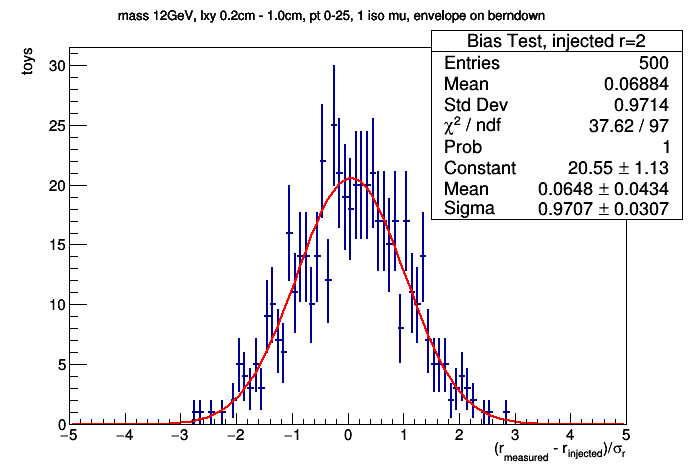 mass 12GeV, lxy 0.2cm - 1.0cm, pt 0-25, 1 iso mu, envelope on berndown
Bias Test, injected r=2
Entries 500
Mean 0.06884
Std Dev 0.9714
χ² / ndf 37.62 / 97
Prob 1
Constant 20.55 ± 1.13
Mean 0.0648 ± 0.0434
Sigma 0.9707 ± 0.0307
toys
30
25
20
15
10
5
0
−5 −4 −3 −2 −1 0 1 2 3 4 5
(r_measured - r_injected)/σ_r